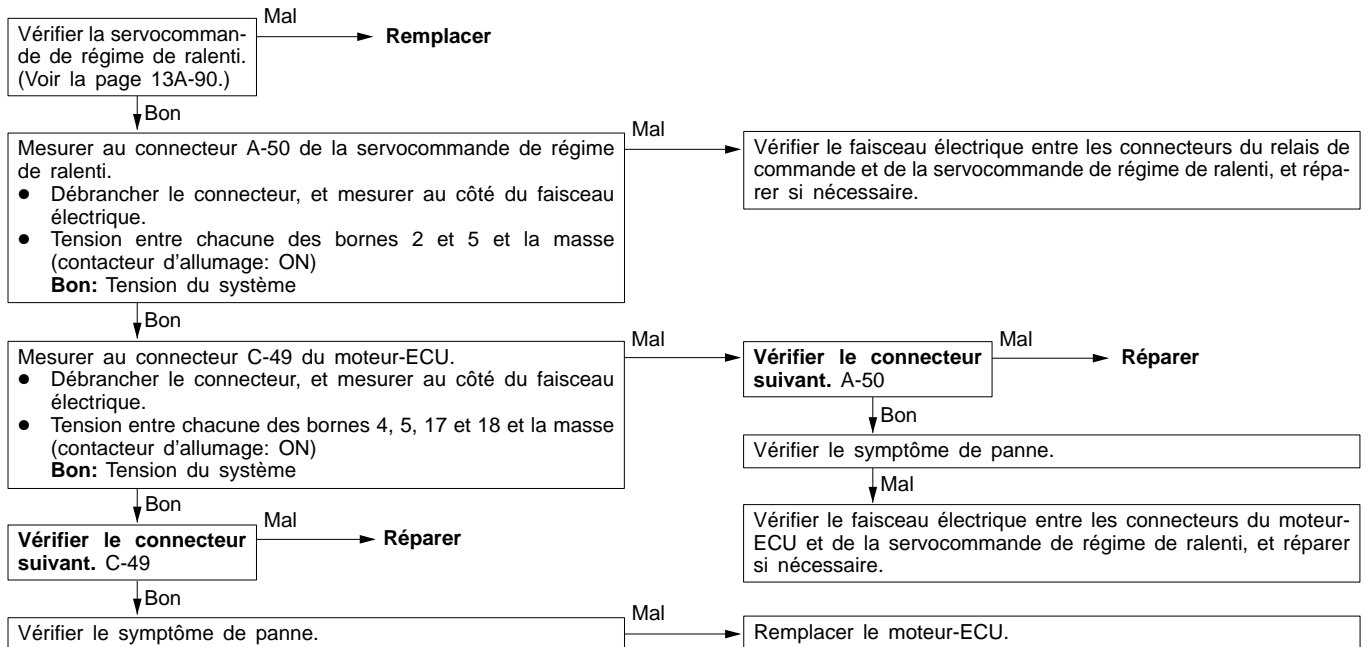 Vérifier la servocomman-
de de régime de ralenti.
(Voir la page 13A-90.)
Mal
Remplacer
Bon
Mesurer au connecteur A-50 de la servocommande de régime
de ralenti.
● Débrancher le connecteur, et mesurer au côté du faisceau
électrique.
● Tension entre chacune des bornes 2 et 5 et la masse
(contacteur d'allumage: ON)
Bon: Tension du système
Mal
Vérifier le faisceau électrique entre les connecteurs du relais de
commande et de la servocommande de régime de ralenti, et répa-
rer si nécessaire.
Bon
Mesurer au connecteur C-49 du moteur-ECU.
● Débrancher le connecteur, et mesurer au côté du faisceau
électrique.
● Tension entre chacune des bornes 4, 5, 17 et 18 et la masse
(contacteur d'allumage: ON)
Bon: Tension du système
Mal
Vérifier le connecteur
suivant. A-50
Mal
Réparer
Bon
Vérifier le symptôme de panne.
Mal
Vérifier le faisceau électrique entre les connecteurs du moteur-
ECU et de la servocommande de régime de ralenti, et réparer
si nécessaire.
Bon
Vérifier le connecteur
suivant. C-49
Mal
Réparer
Bon
Vérifier le symptôme de panne.
Mal
Remplacer le moteur-ECU.